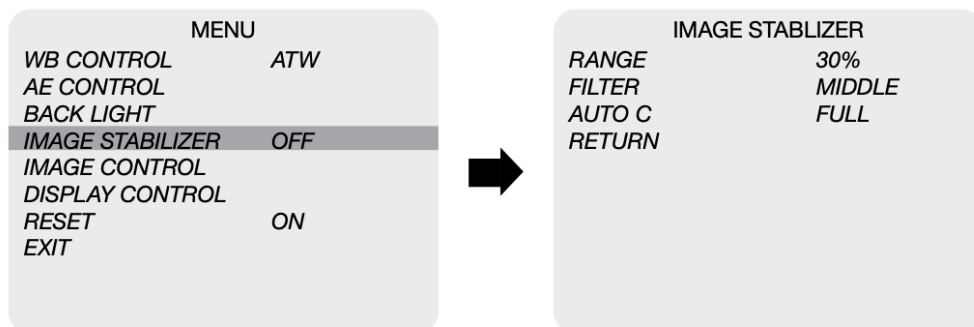 MENU
WB CONTROL ATW
AE CONTROL
BACK LIGHT
IMAGE STABILIZER OFF
IMAGE CONTROL
DISPLAY CONTROL
RESET ON
EXIT
IMAGE STABLIZER
RANGE 30%
FILTER MIDDLE
AUTO C FULL
RETURN